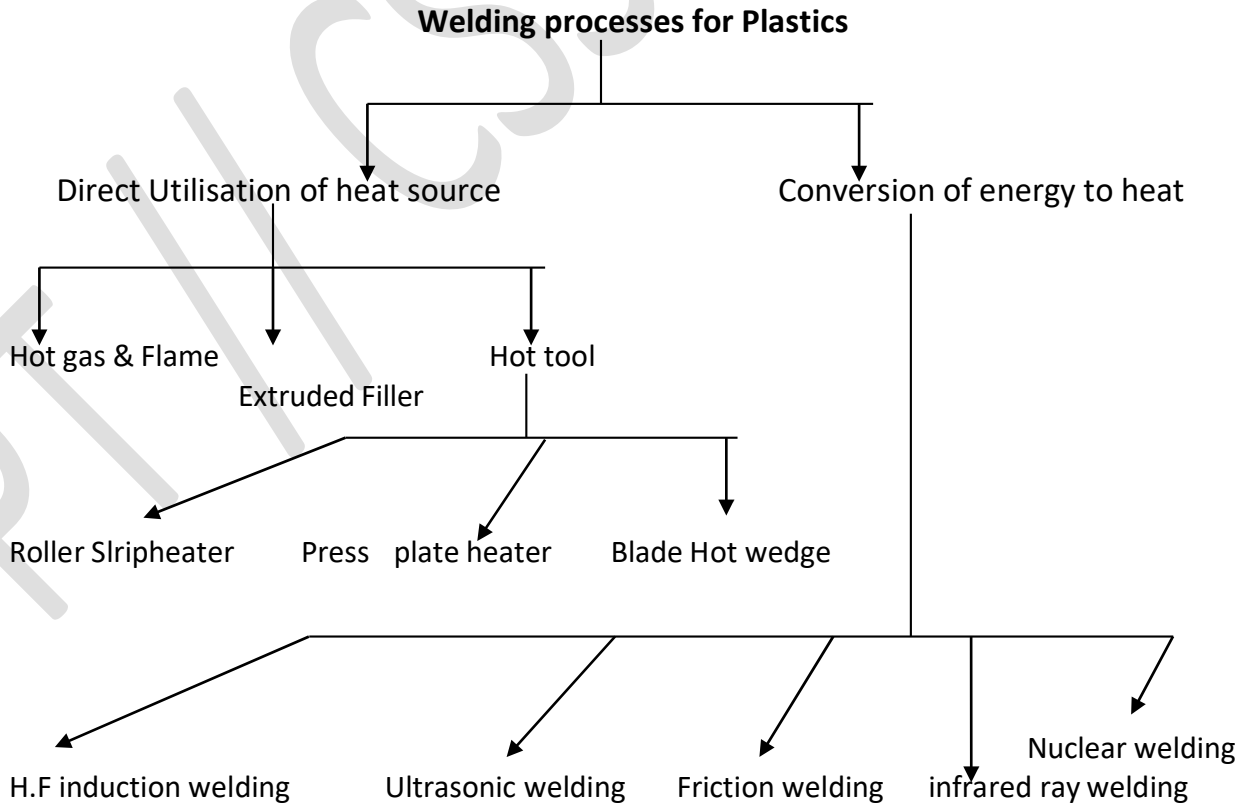 Welding processes for Plastics
Direct Utilisation of heat source
Conversion of energy to heat
Hot gas & Flame
Extruded Filler
Hot tool
Roller Slripheater
Press plate heater
Blade Hot wedge
H.F induction welding
Ultrasonic welding
Friction welding
infrared ray welding
Nuclear welding